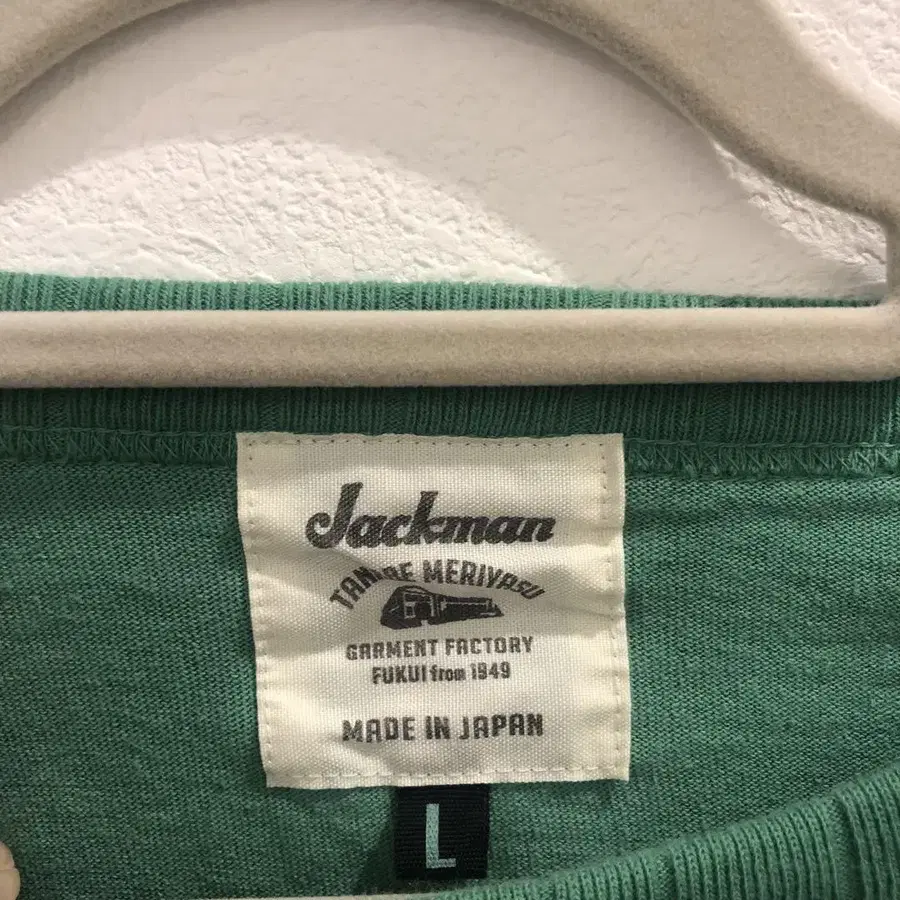 Jackman
TANABE MERIYASU
GARMENT FACTORY
FUKUI from 1949
MADE IN JAPAN
L